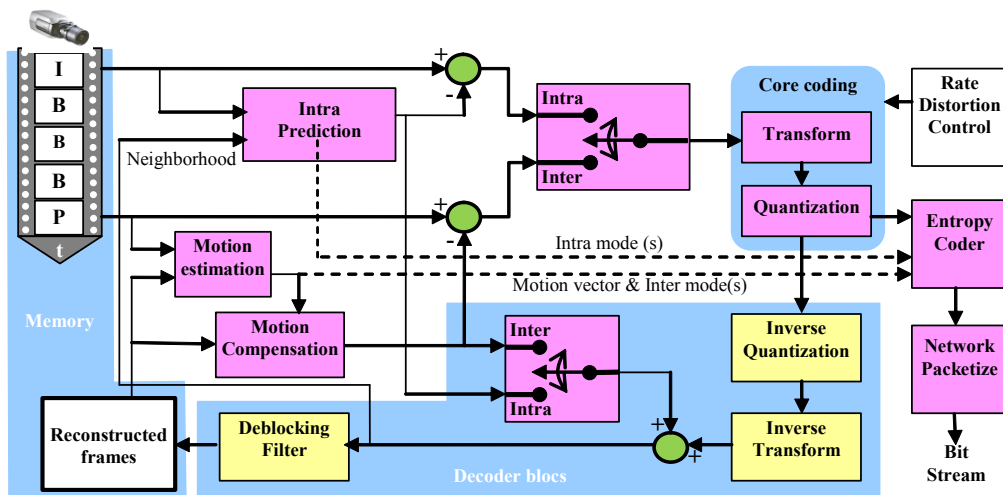 I
B
B
B
P
t
Memory
Neighborhood
+
-
Intra
Prediction
Intra
Inter
Core coding
Transform
Quantization
Rate
Distortion
Control
+
-
Motion
estimation
Intra mode (s)
Motion vector & Inter mode(s)
Entropy
Coder
Motion
Compensation
Inter
Intra
Inverse
Quantization
Network
Packetize
Reconstructed
frames
Deblocking
Filter
+
+
Inverse
Transform
Decoder blocs
Bit
Stream